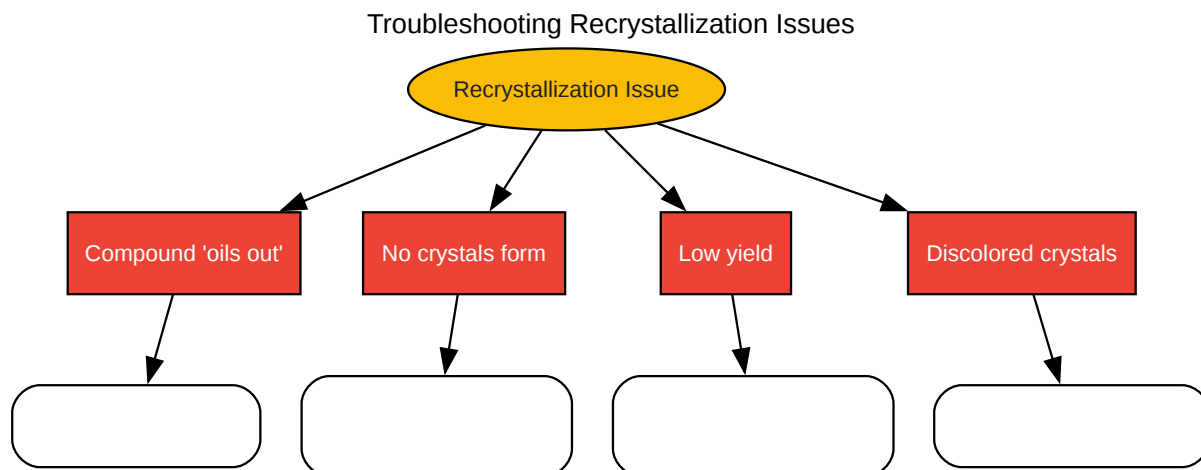 Troubleshooting Recrystallization Issues
Recrystallization Issue
Compound 'oils out'
No crystals form
Low yield
Discolored crystals